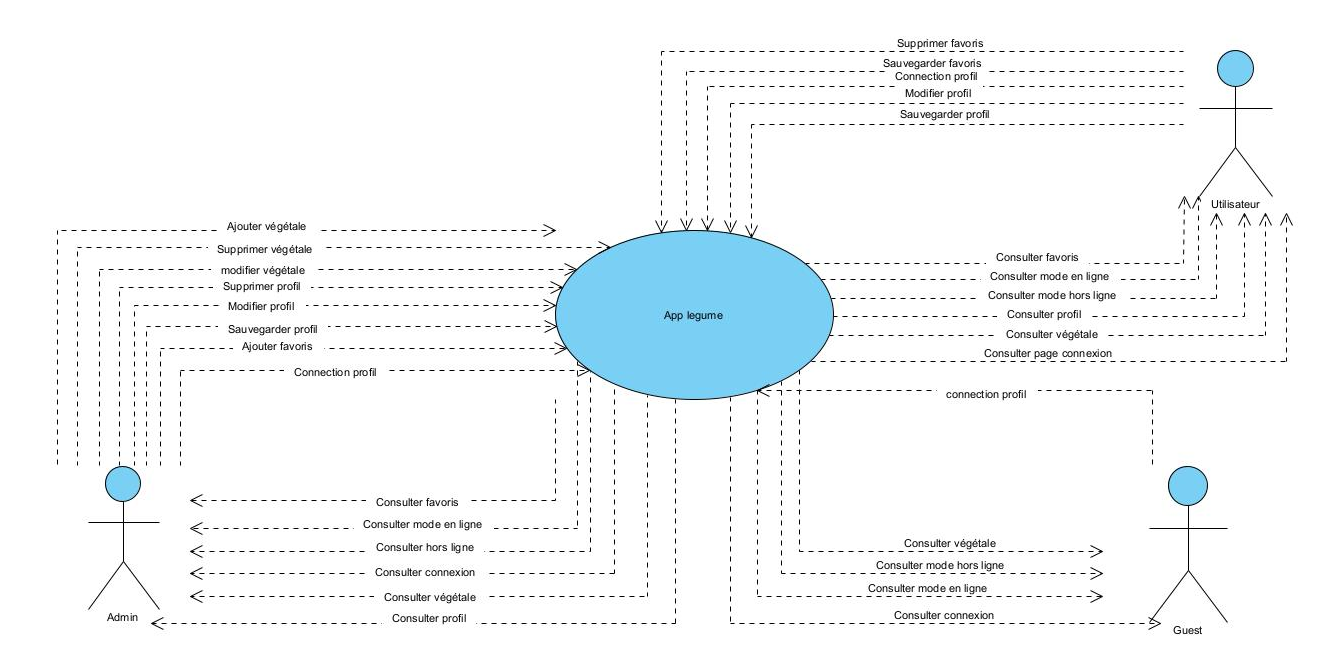 Supprimer favoris
Sauvegarder favoris
Connection profil
Modifier profil
Sauvegarder profil
Utilisateur
Ajouter végétale
Supprimer végétale
modifier végétale
Supprimer profil
Modifier profil
Sauvegarder profil
Ajouter favoris
Connection profil
App legume
Consulter favoris
Consulter mode en ligne
Consulter mode hors ligne
Consulter profil
Consulter végétale
Consulter page connexion
connection profil
Consulter favoris
Consulter mode en ligne
Consulter hors ligne
Consulter connexion
Consulter végétale
Consulter profil
Admin
Consulter végétale
Consulter mode hors ligne
Consulter mode en ligne
Consulter connexion
Guest